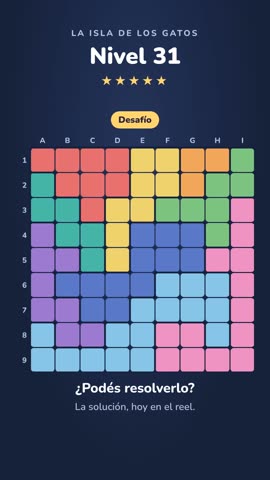 LA ISLA DE LOS GATOS
Nivel 31
★★★★★
Desafío
A B C D E F G H I
1
2
3
4
5
6
7
8
9
¿Podés resolverlo?
La solución, hoy en el reel.